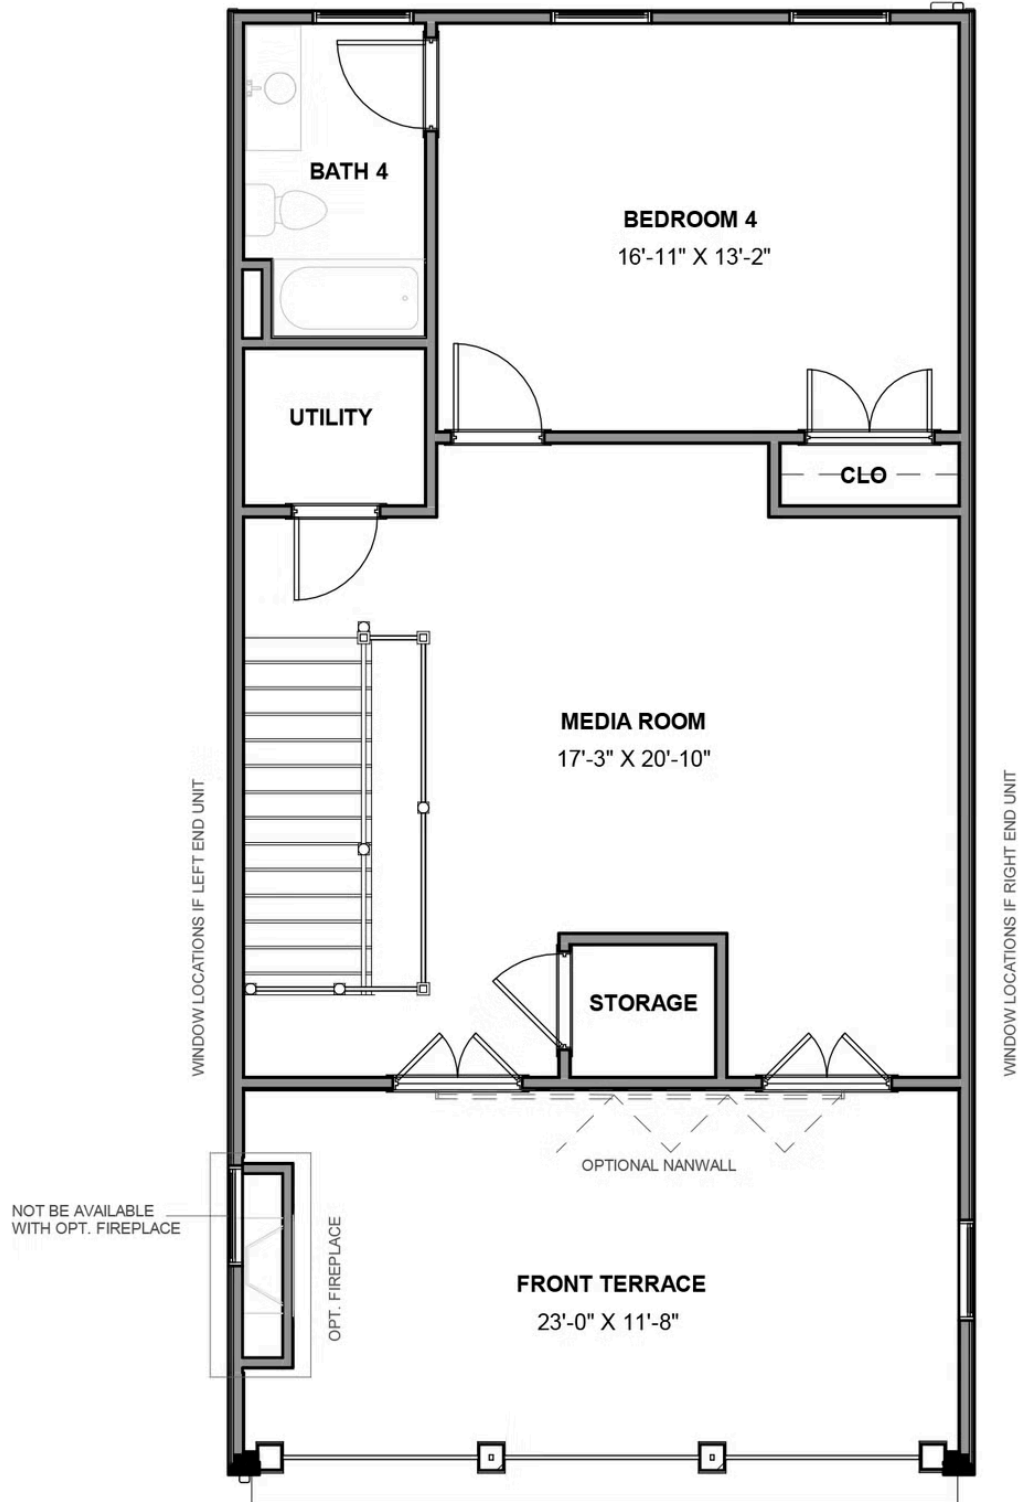 BATH 4
BEDROOM 4
16'-11" X 13'-2"
UTILITY
CLO
MEDIA ROOM
17'-3" X 20'-10"
WINDOW LOCATIONS IF LEFT END UNIT
WINDOW LOCATIONS IF RIGHT END UNIT
STORAGE
OPTIONAL NANWALL
NOT BE AVAILABLE
WITH OPT. FIREPLACE
OPT. FIREPLACE
FRONT TERRACE
23'-0" X 11'-8"